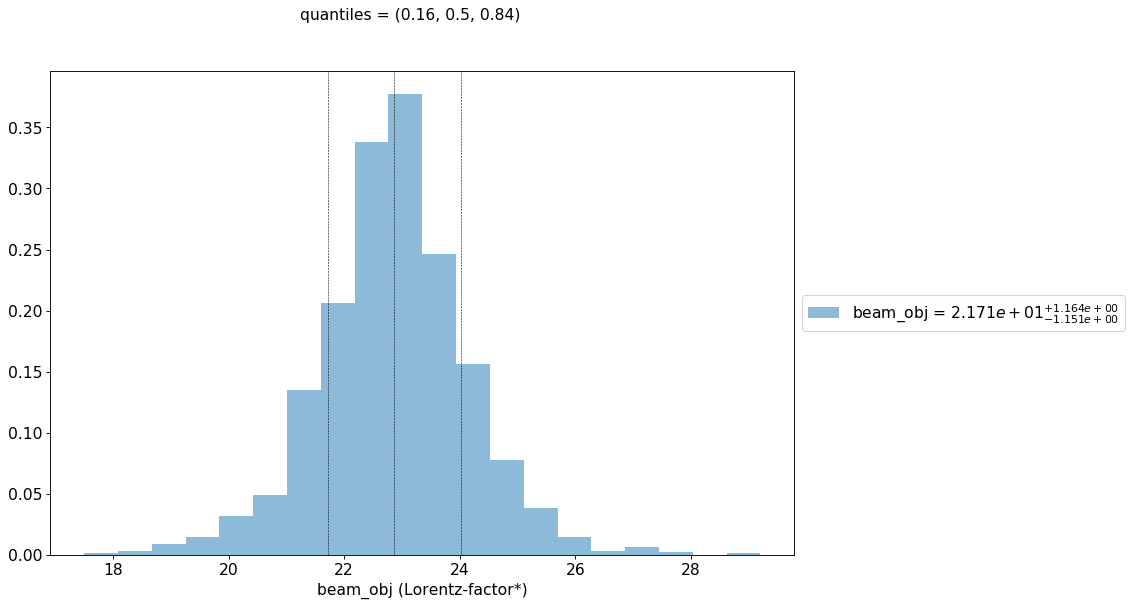 quantiles = (0.16, 0.5, 0.84)
0.35
0.30
0.25
0.20
0.15
0.10
0.05
0.00
18 20 22 24 26 28
beam_obj (Lorentz-factor*)
beam_obj = 2.171e + 01^{+1.164e+00}_{-1.151e+00}